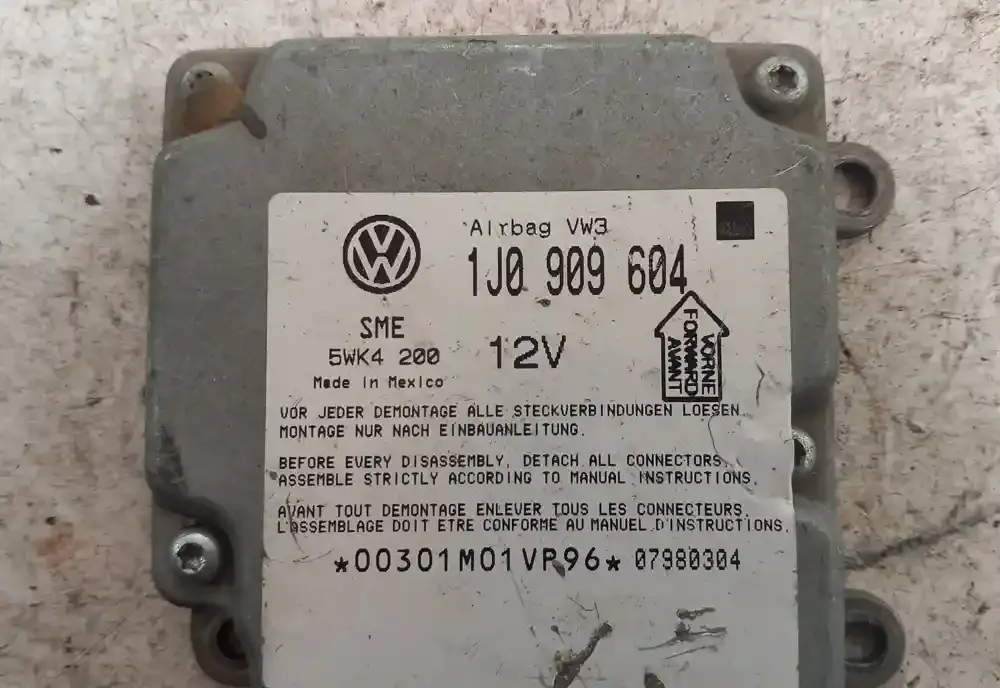 Airbag VW3
1J0 909 604
SME
5WK4 200
12V
Made in Mexico
VORNE
FORWARD
AVANT
VOR JEDER DEMONTAGE ALLE STECKVERBINDUNGEN LOESEN.
MONTAGE NUR NACH EINBAUANLEITUNG.
BEFORE EVERY DISASSEMBLY, DETACH ALL CONNECTORS.
ASSEMBLE STRICTLY ACCORDING TO MANUAL INSTRUCTIONS.
AVANT TOUT DEMONTAGE ENLEVER TOUS LES CONNECTEURS.
L'ASSEMBLAGE DOIT ETRE CONFORME AU MANUEL D'INSTRUCTIONS.
*00301M01VP96* 07980304